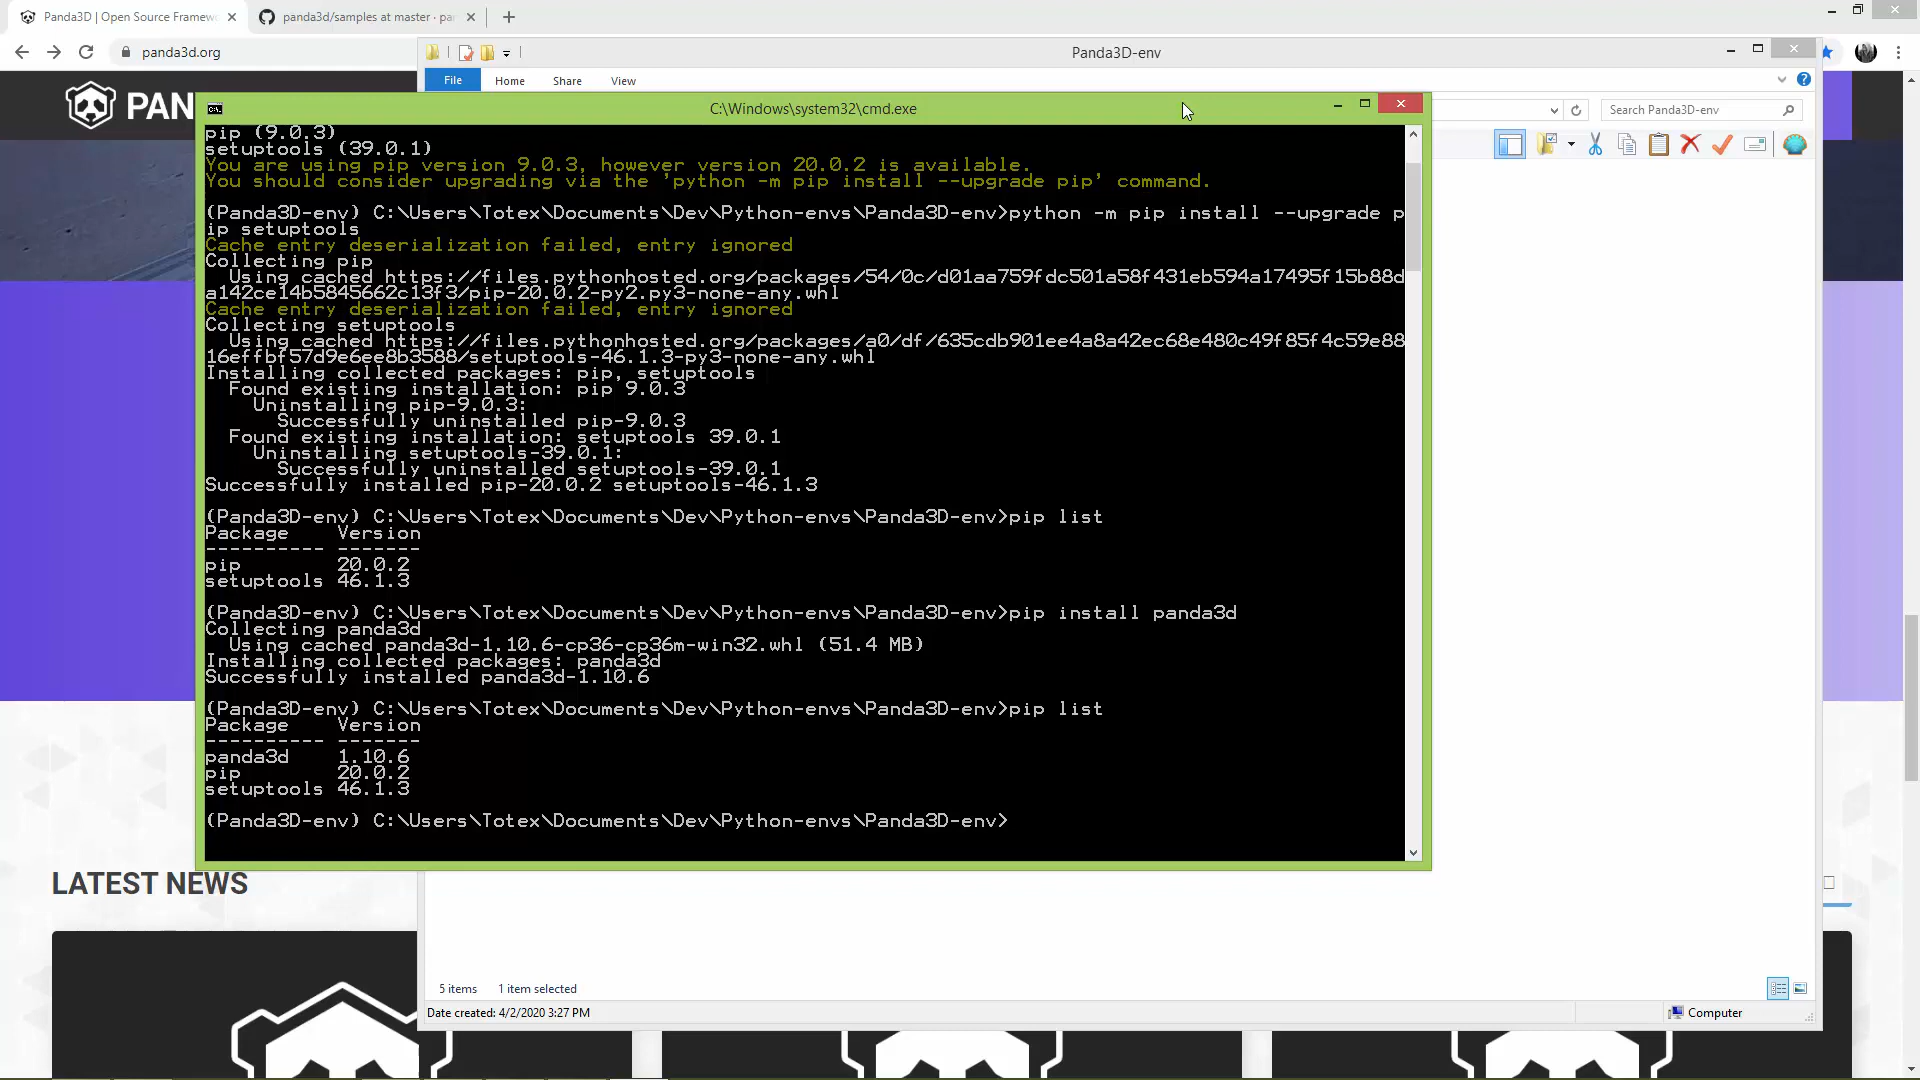 Panda3D | Open Source Framewo
panda3d/samples at master · pan
panda3d.org
Panda3D-env
File
Home
Share
View
PAN
C:\Windows\system32\cmd.exe
Search Panda3D-env
pip (9.0.3)
setuptools (39.0.1)
You are using pip version 9.0.3, however version 20.0.2 is available.
You should consider upgrading via the 'python -m pip install --upgrade pip' command.
(Panda3D-env) C:\Users\Totex\Documents\Dev\Python-envs\Panda3D-env>python -m pip install --upgrade p
ip setuptools
Cache entry deserialization failed, entry ignored
Collecting pip
Using cached https://files.pythonhosted.org/packages/54/0c/d01aa759fdc501a58f431eb594a17495f15b88d
a142ce14b5845662c13f3/pip-20.0.2-py2.py3-none-any.whl
Cache entry deserialization failed, entry ignored
Collecting setuptools
Using cached https://files.pythonhosted.org/packages/a0/df/635cdb901ee4a8a42ec68e480c49f85f4c59e88
16effbf57d9e6ee8b3588/setuptools-46.1.3-py3-none-any.whl
Installing collected packages: pip, setuptools
Found existing installation: pip 9.0.3
Uninstalling pip-9.0.3:
Successfully uninstalled pip-9.0.3
Found existing installation: setuptools 39.0.1
Uninstalling setuptools-39.0.1:
Successfully uninstalled setuptools-39.0.1
Successfully installed pip-20.0.2 setuptools-46.1.3
(Panda3D-env) C:\Users\Totex\Documents\Dev\Python-envs\Panda3D-env>pip list
Package    Version
---------- -------
pip        20.0.2
setuptools 46.1.3
(Panda3D-env) C:\Users\Totex\Documents\Dev\Python-envs\Panda3D-env>pip install panda3d
Collecting panda3d
Using cached panda3d-1.10.6-cp36-cp36m-win32.whl (51.4 MB)
Installing collected packages: panda3d
Successfully installed panda3d-1.10.6
(Panda3D-env) C:\Users\Totex\Documents\Dev\Python-envs\Panda3D-env>pip list
Package    Version
---------- -------
panda3d    1.10.6
pip        20.0.2
setuptools 46.1.3
(Panda3D-env) C:\Users\Totex\Documents\Dev\Python-envs\Panda3D-env>
LATEST NEWS
5 items
1 item selected
Date created: 4/2/2020 3:27 PM
Computer